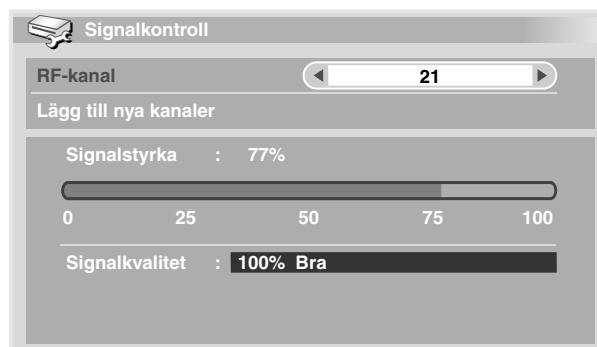 Signalkontroll
RF-kanal 21
Lägg till nya kanaler
Signalstyrka : 77%
0 25 50 75 100
Signalkvalitet : 100% Bra